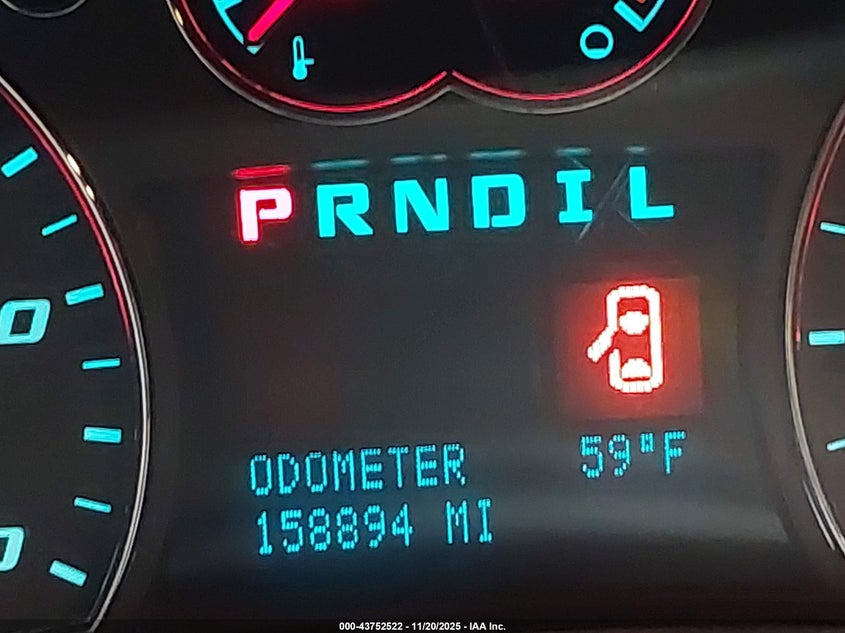 PRNDIL
59°F
ODOMETER
158894 MI
000-43752522 - 11/20/2025 - IAA Inc.